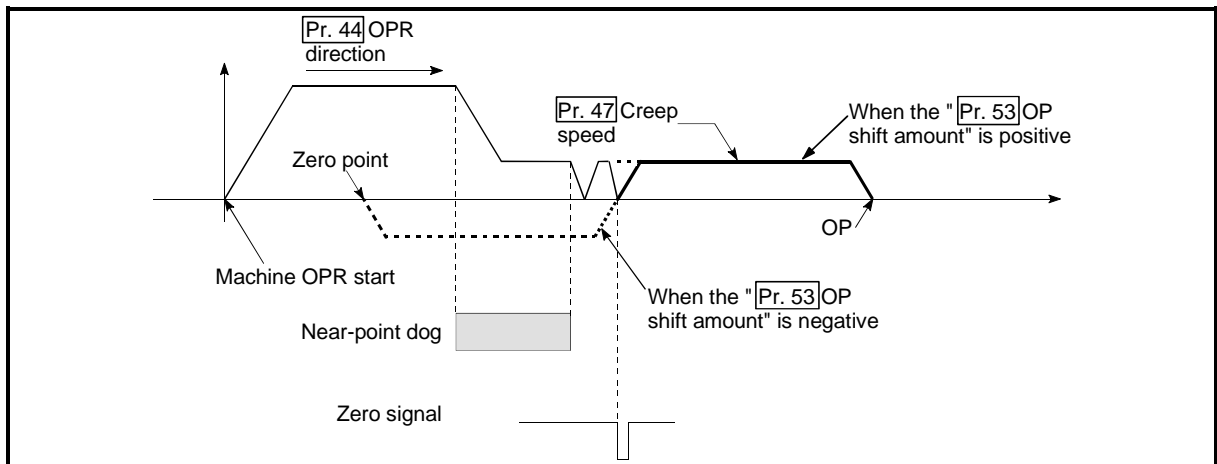 Pr. 44 OPR
direction
Pr. 47 Creep
speed
When the " Pr. 53 OP
shift amount" is positive
Zero point
OP
Machine OPR start
When the " Pr. 53 OP
shift amount" is negative
Near-point dog
Zero signal